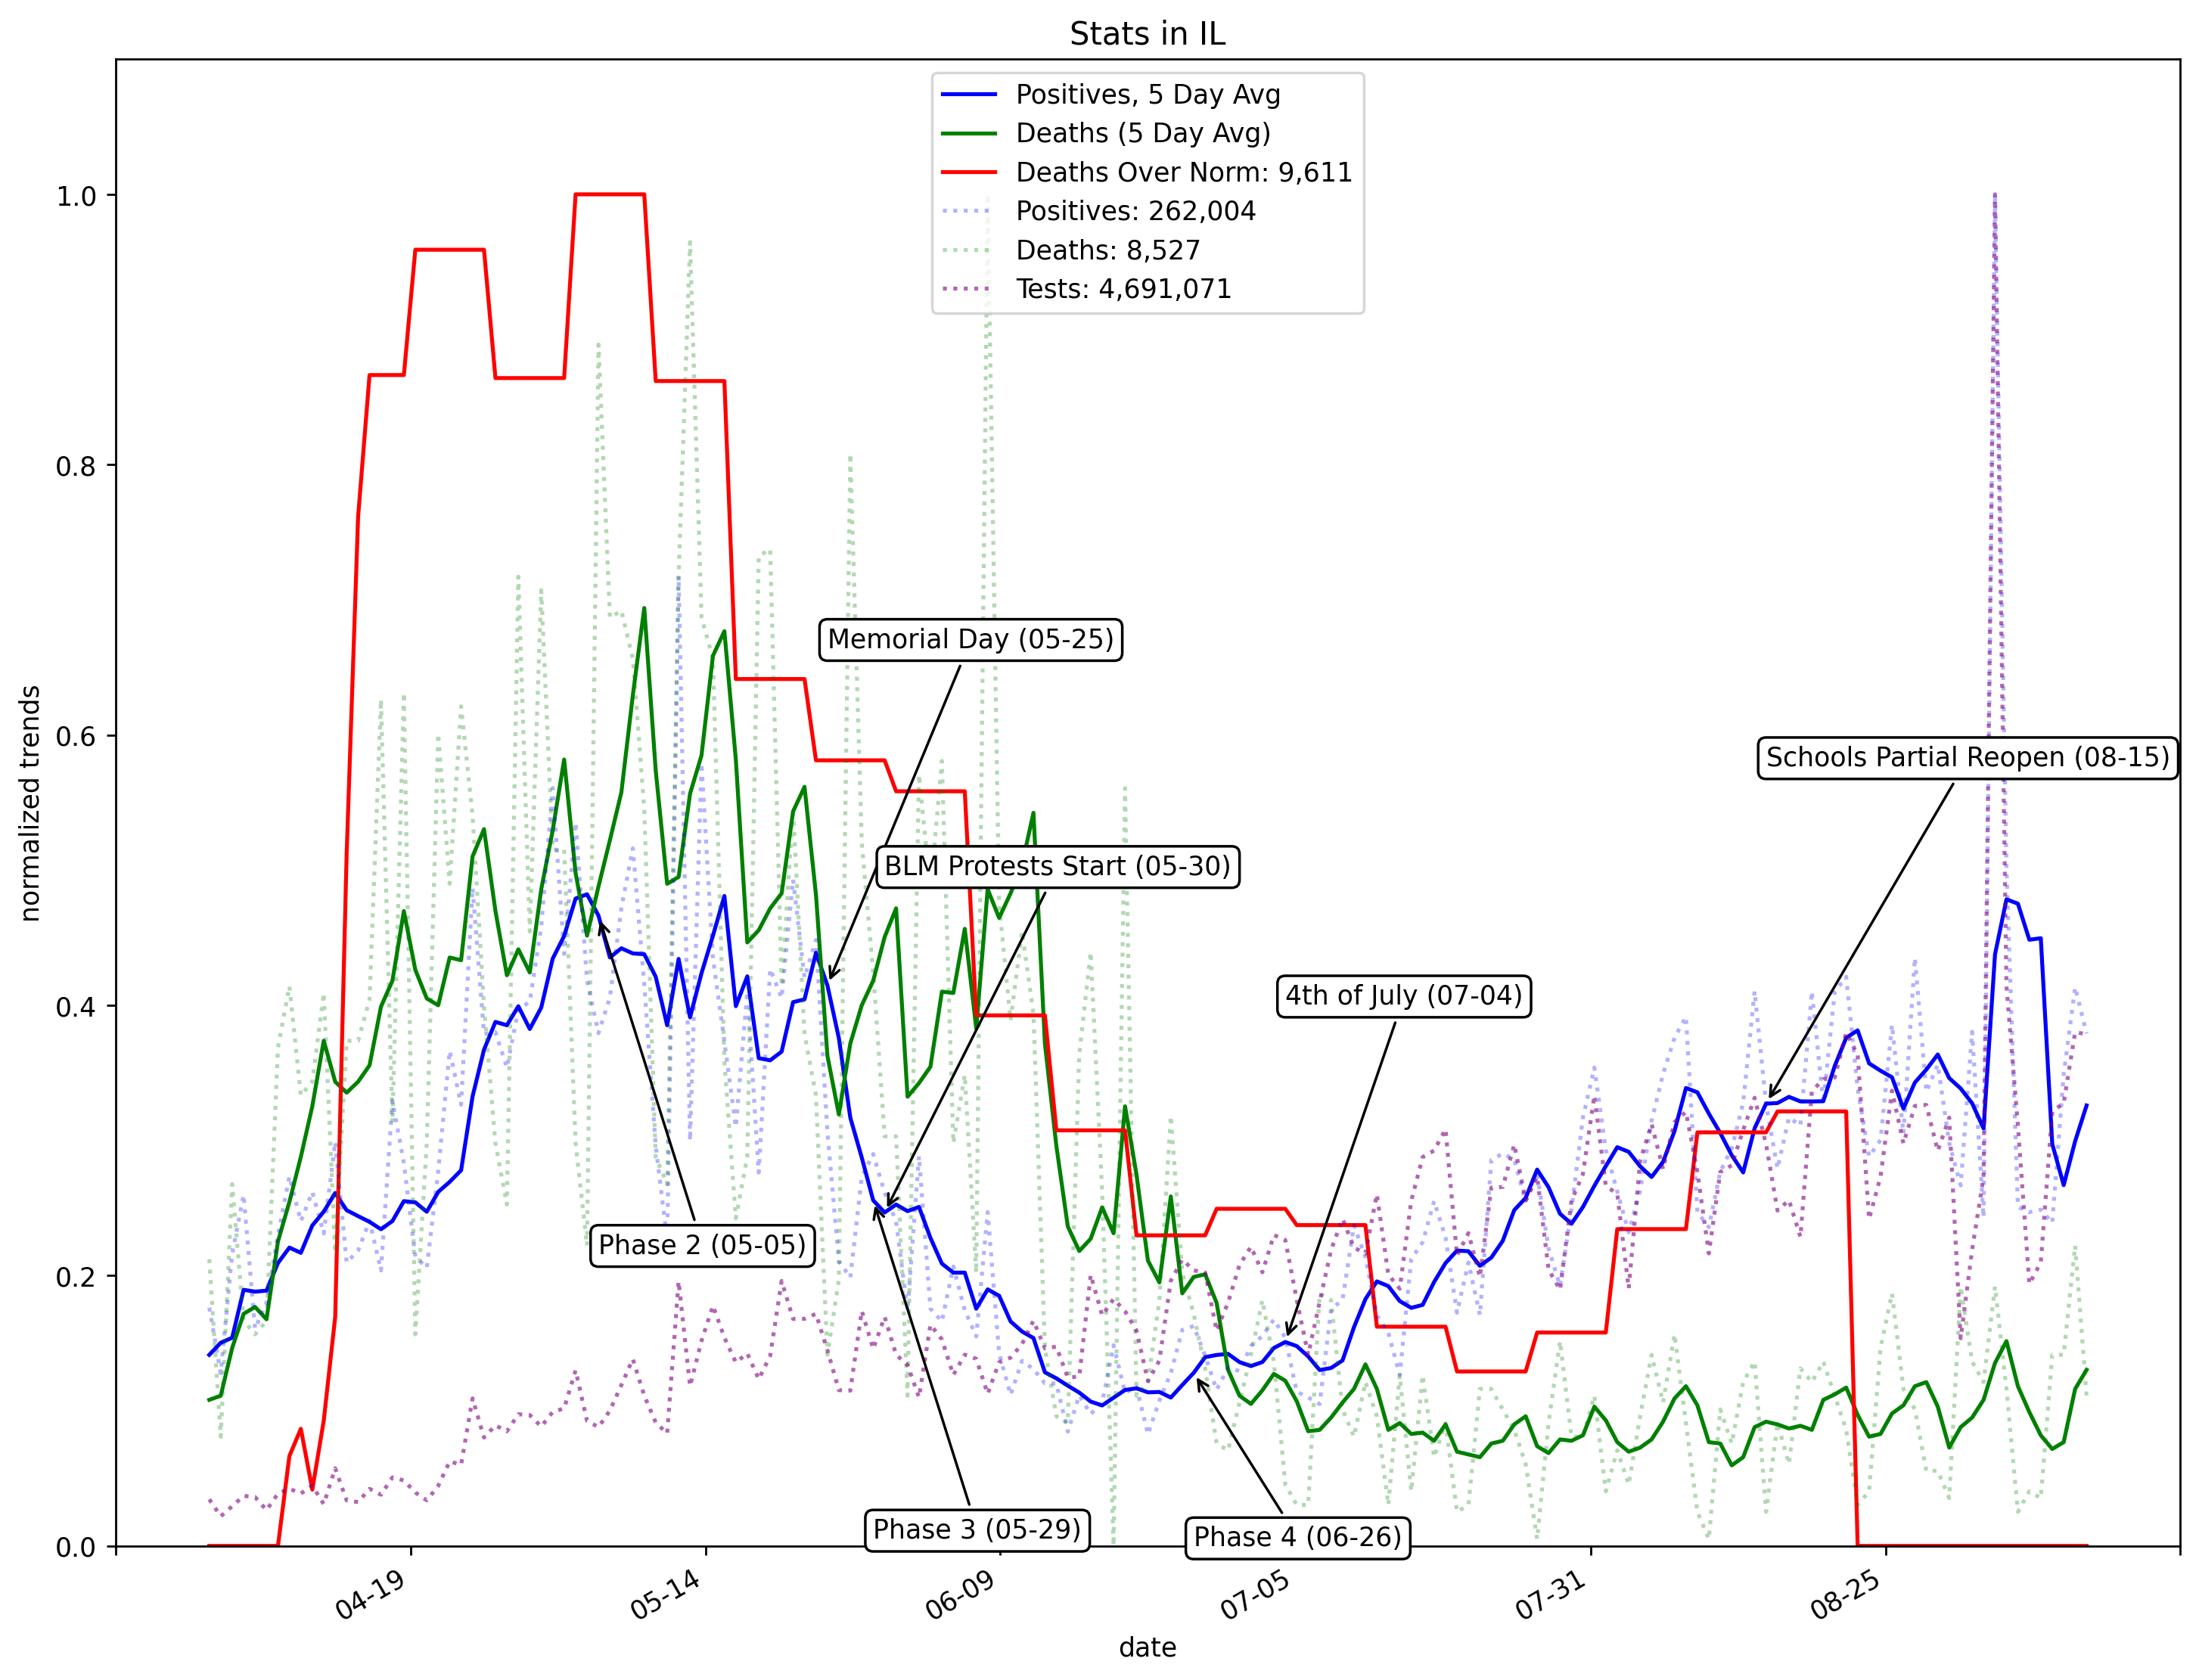 Stats in IL
Positives, 5 Day Avg
Deaths (5 Day Avg)
Deaths Over Norm: 9,611
Positives: 262,004
Deaths: 8,527
Tests: 4,691,071
normalized trends
1.0
0.8
0.6
0.4
0.2
0.0
Memorial Day (05-25)
Schools Partial Reopen (08-15)
BLM Protests Start (05-30)
4th of July (07-04)
Phase 2 (05-05)
Phase 3 (05-29)
Phase 4 (06-26)
04-19
05-14
06-09
07-05
07-31
08-25
date